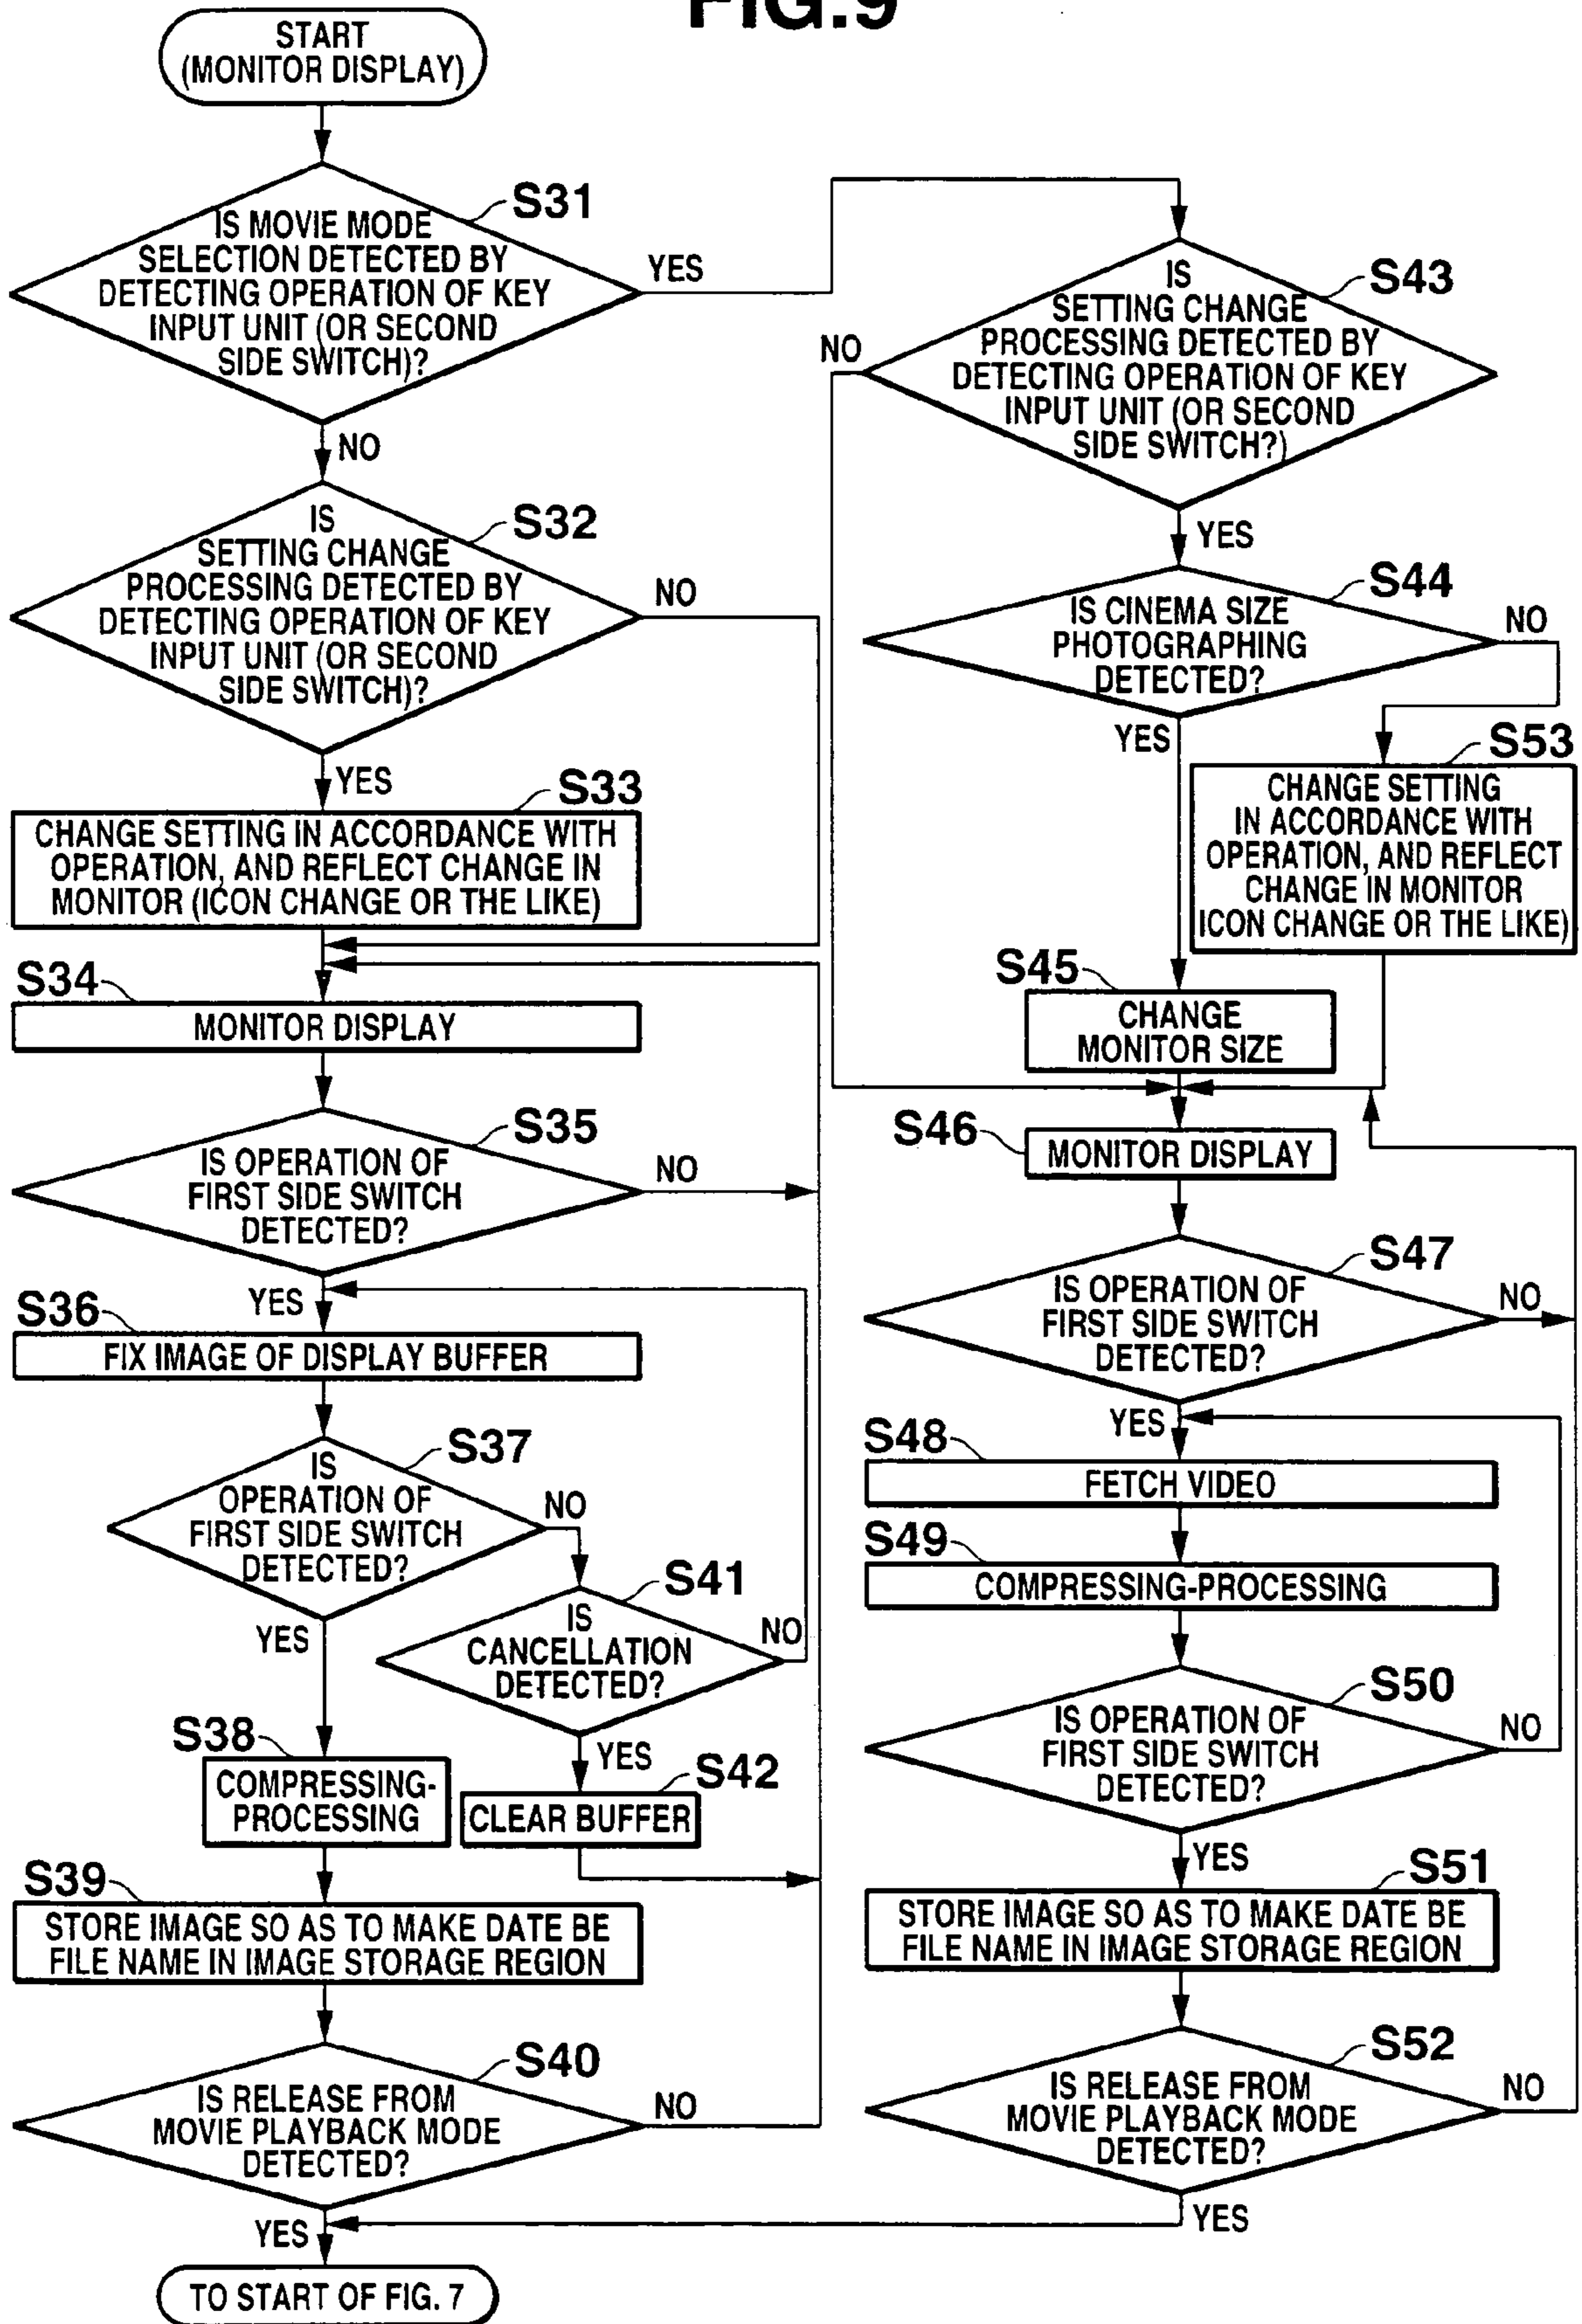 FIG.9
START
(MONITOR DISPLAY)
S31
IS MOVIE MODE
SELECTION DETECTED BY
DETECTING OPERATION OF KEY
INPUT UNIT (OR SECOND
SIDE SWITCH)?
YES
NO
S32
IS
SETTING CHANGE
PROCESSING DETECTED BY
DETECTING OPERATION OF KEY
INPUT UNIT (OR SECOND
SIDE SWITCH)?
NO
YES
S33
CHANGE SETTING IN ACCORDANCE WITH
OPERATION, AND REFLECT CHANGE IN
MONITOR (ICON CHANGE OR THE LIKE)
S34
MONITOR DISPLAY
S35
IS OPERATION OF
FIRST SIDE SWITCH
DETECTED?
NO
YES
S36
FIX IMAGE OF DISPLAY BUFFER
S37
IS
OPERATION OF
FIRST SIDE SWITCH
DETECTED?
NO
YES
S41
IS
CANCELLATION
DETECTED?
NO
YES
S38
COMPRESSING-
PROCESSING
S42
CLEAR BUFFER
S39
STORE IMAGE SO AS TO MAKE DATE BE
FILE NAME IN IMAGE STORAGE REGION
S40
IS RELEASE FROM
MOVIE PLAYBACK MODE
DETECTED?
NO
YES
TO START OF FIG. 7
S43
IS
SETTING CHANGE
PROCESSING DETECTED BY
DETECTING OPERATION OF KEY
INPUT UNIT (OR SECOND
SIDE SWITCH?)
NO
YES
S44
IS CINEMA SIZE
PHOTOGRAPHING
DETECTED?
NO
YES
S53
CHANGE SETTING
IN ACCORDANCE WITH
OPERATION, AND REFLECT
CHANGE IN MONITOR
ICON CHANGE OR THE LIKE)
S45
CHANGE
MONITOR SIZE
S46
MONITOR DISPLAY
S47
IS OPERATION OF
FIRST SIDE SWITCH
DETECTED?
NO
YES
S48
FETCH VIDEO
S49
COMPRESSING-PROCESSING
S50
IS OPERATION OF
FIRST SIDE SWITCH
DETECTED?
NO
YES
S51
STORE IMAGE SO AS TO MAKE DATE BE
FILE NAME IN IMAGE STORAGE REGION
S52
IS RELEASE FROM
MOVIE PLAYBACK MODE
DETECTED?
NO
YES